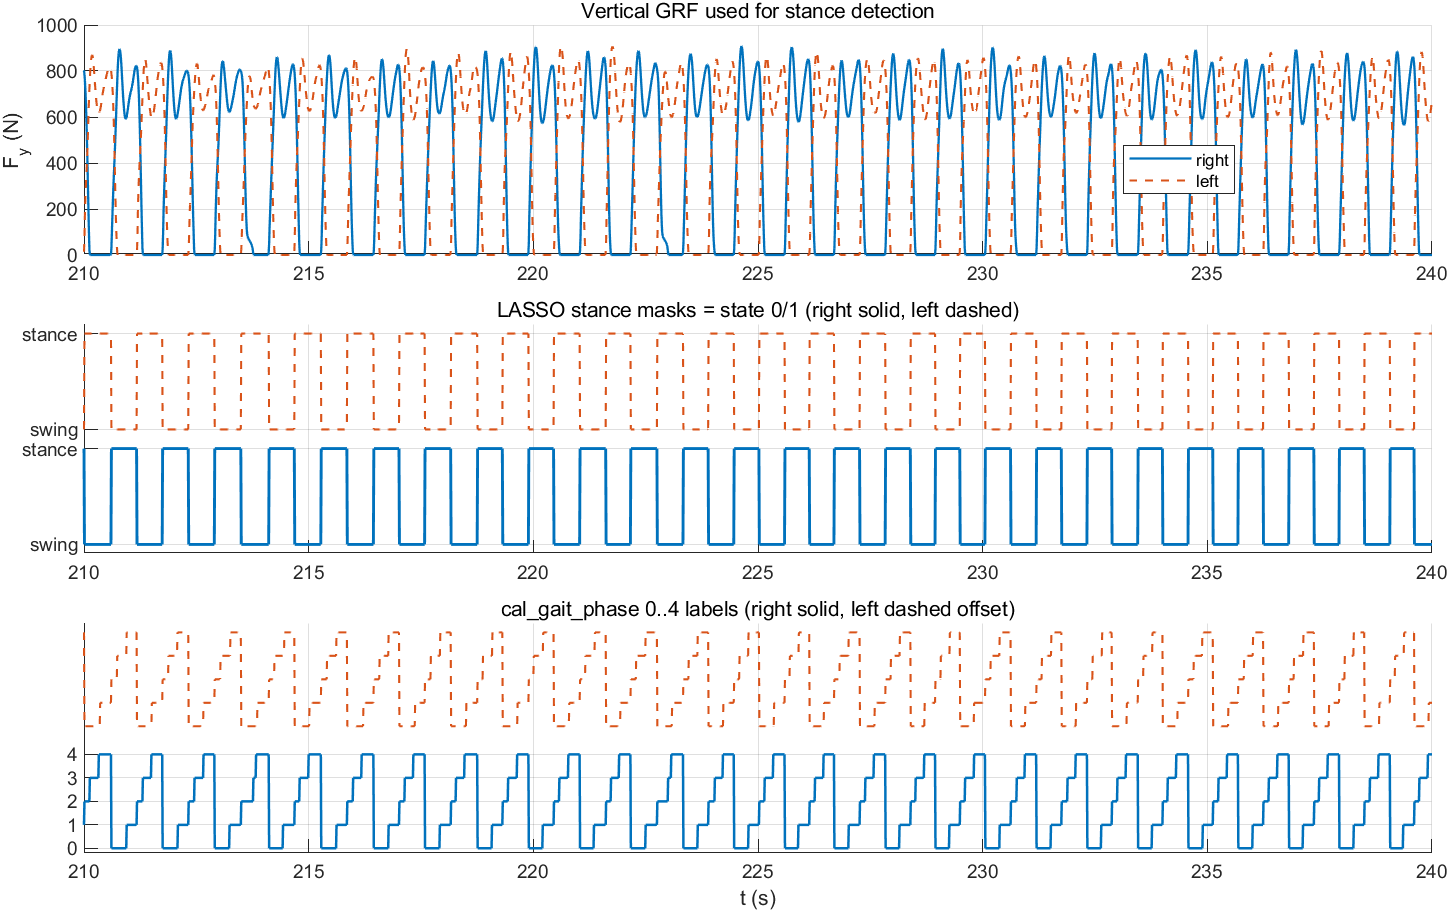 Vertical GRF used for stance detection
1000
800
600
400
200
0
F_y (N)
right
left
210 215 220 225 230 235 240
LASSO stance masks = state 0/1 (right solid, left dashed)
stance
swing
stance
swing
210 215 220 225 230 235 240
cal_gait_phase 0..4 labels (right solid, left dashed offset)
4
3
2
1
0
210 215 220 225 230 235 240
t (s)